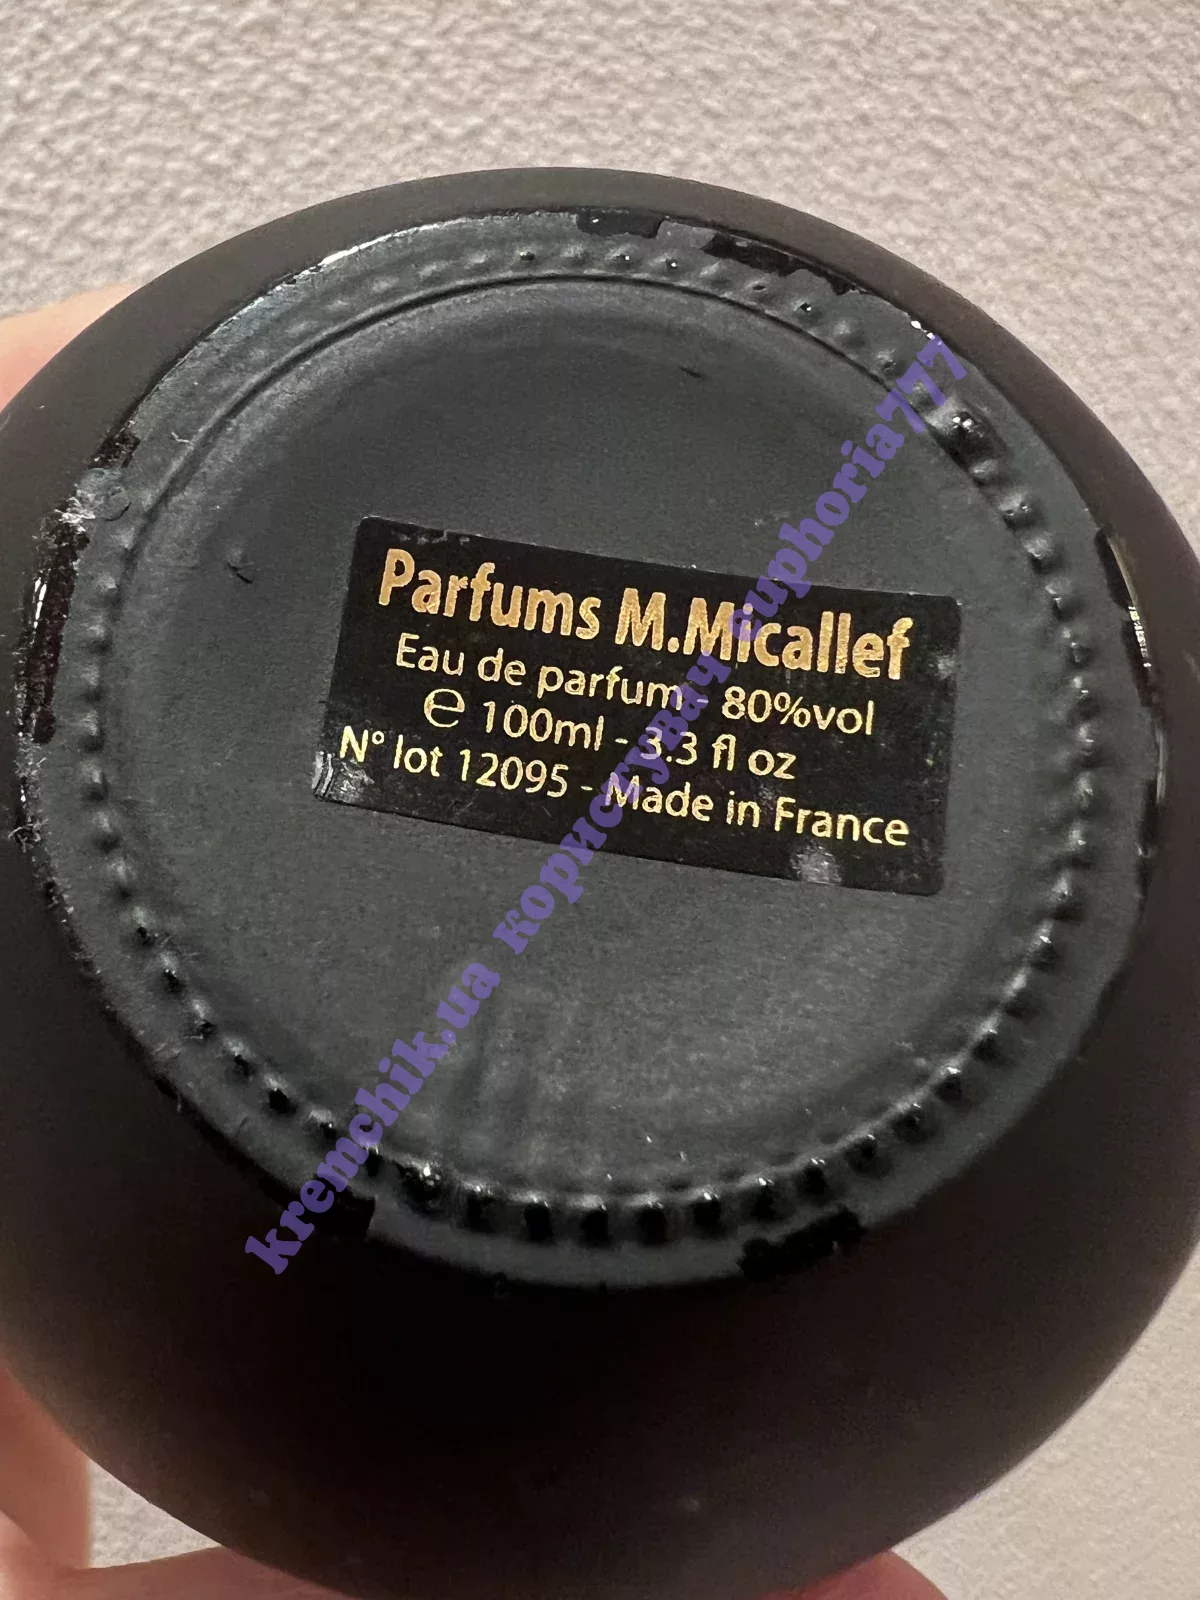 Parfums M.Micallef
Eau de parfum - 80%vol
℮ 100ml - 3.3 fl oz
N° lot 12095 - Made in France
kremchik.ua користувач euphoria777